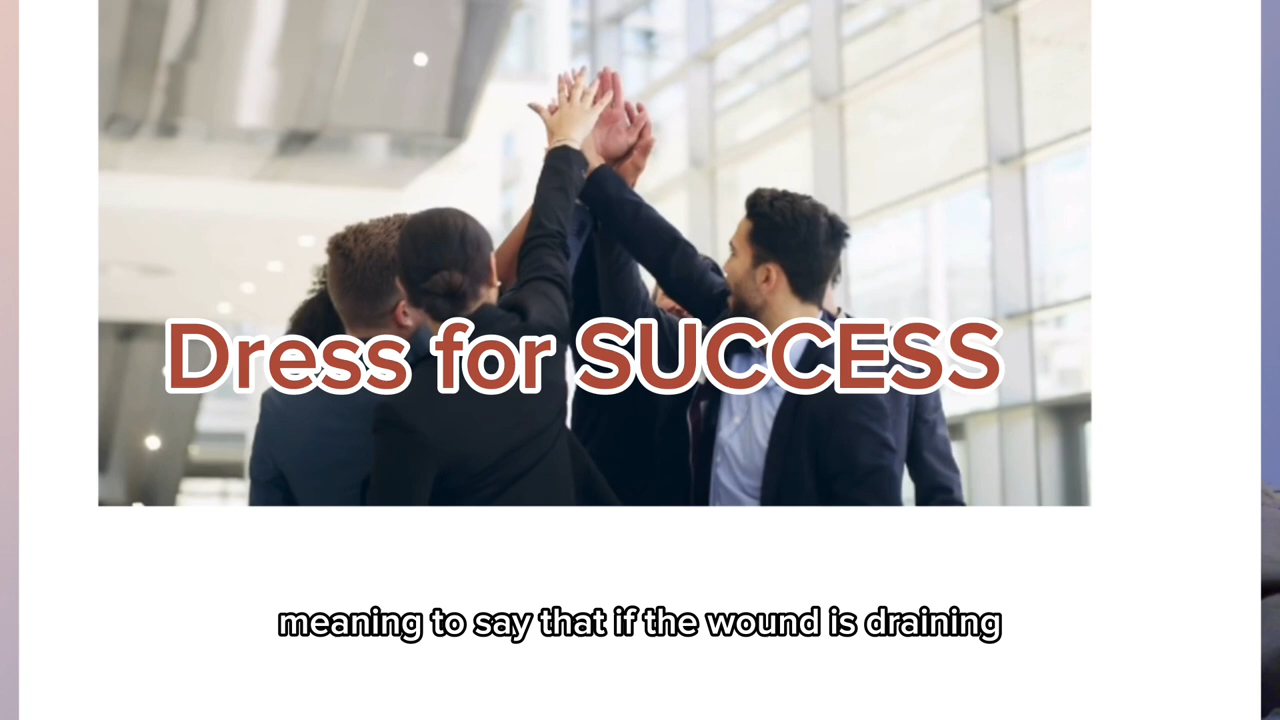 Dress for SUCCESS
meaning to say that if the wound is draining